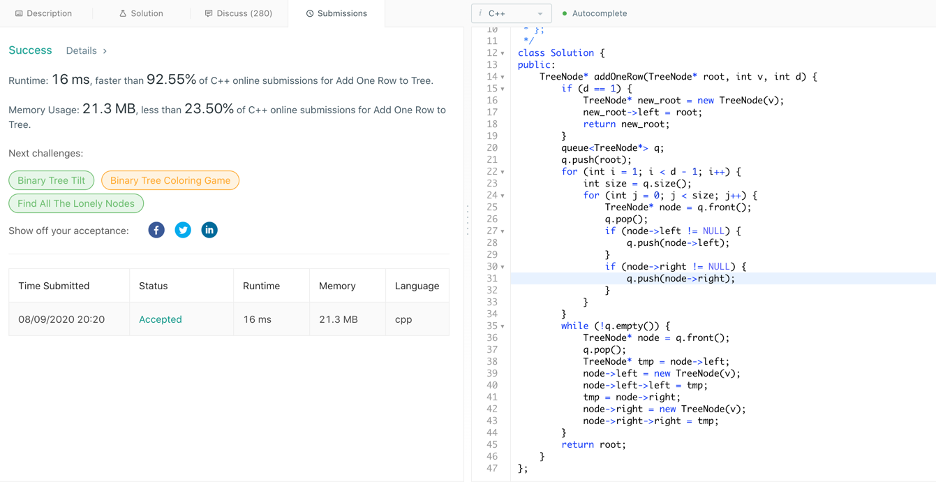 Description Solution Discuss (280) Submissions
Success Details >
Runtime: 16 ms, faster than 92.55% of C++ online submissions for Add One Row to Tree.
Memory Usage: 21.3 MB, less than 23.50% of C++ online submissions for Add One Row to
Tree.
Next challenges:
Binary Tree Tilt Binary Tree Coloring Game
Find All The Lonely Nodes
Show off your acceptance: f in
Time Submitted Status Runtime Memory Language
08/09/2020 20:20 Accepted 16 ms 21.3 MB cpp
i C++ Autocomplete
10 * };
11 */
12 class Solution {
13 public:
14 TreeNode* addOneRow(TreeNode* root, int v, int d) {
15 if (d == 1) {
16 TreeNode* new_root = new TreeNode(v);
17 new_root->left = root;
18 return new_root;
19 }
20 queue<TreeNode*> q;
21 q.push(root);
22 for (int i = 1; i < d - 1; i++) {
23 int size = q.size();
24 for (int j = 0; j < size; j++) {
25 TreeNode* node = q.front();
26 q.pop();
27 if (node->left != NULL) {
28 q.push(node->left);
29 }
30 if (node->right != NULL) {
31 q.push(node->right);
32 }
33 }
34 }
35 while (!q.empty()) {
36 TreeNode* node = q.front();
37 q.pop();
38 TreeNode* tmp = node->left;
39 node->left = new TreeNode(v);
40 node->left->left = tmp;
41 tmp = node->right;
42 node->right = new TreeNode(v);
43 node->right->right = tmp;
44 }
45 return root;
46 }
47 };